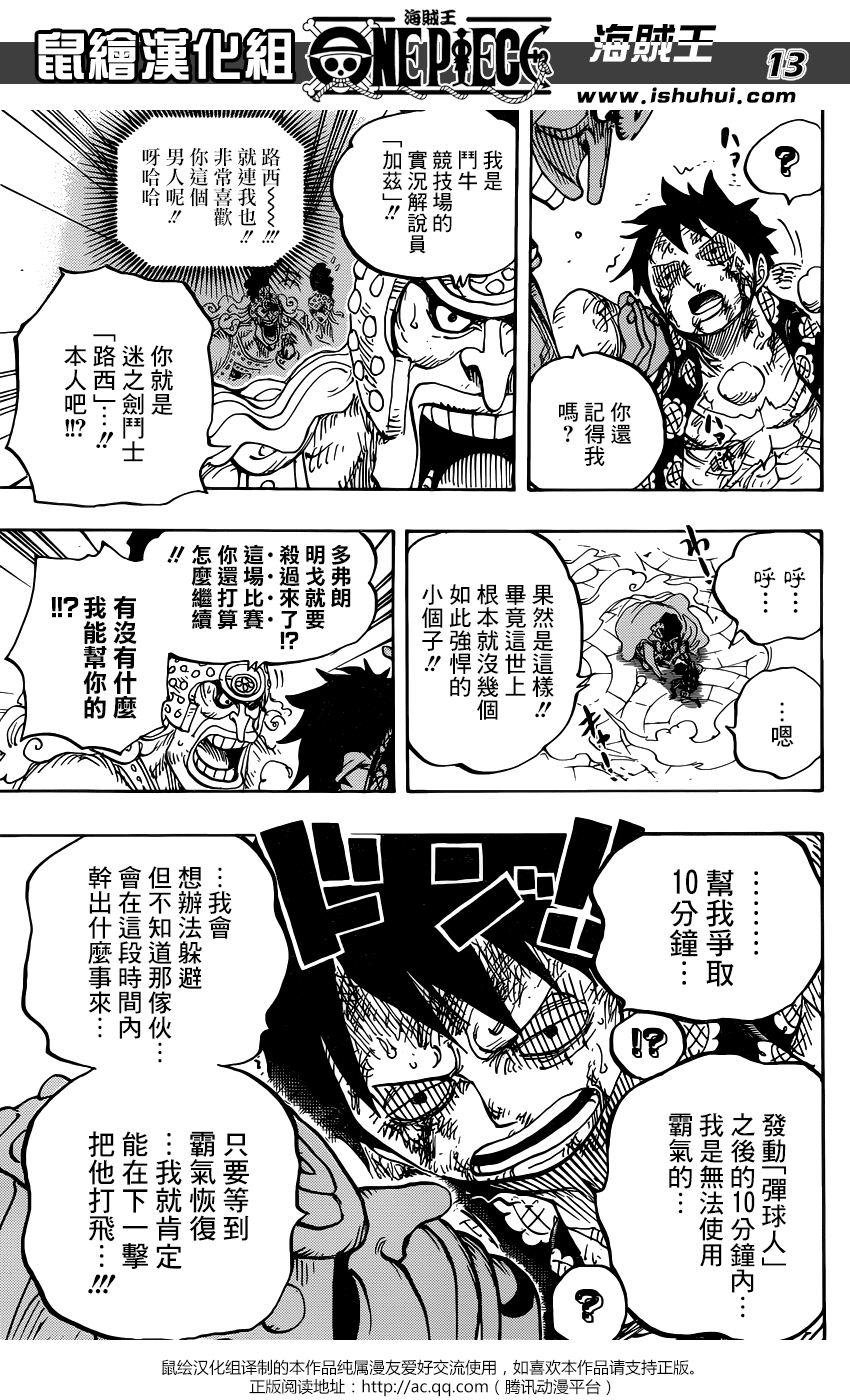 海賊王
鼠繪漢化組
ONE PIECE
海賊王
13
www.ishuhui.com
?
ハァ…
你還
記得我
嗎？
我是
鬥牛
競技場的
實況解說員
「加茲」!!
路西~~~!!!
就連我也!!
非常喜歡
你這個
男人呢!!
呀哈哈
你就是
迷之劍鬥士
「路西」…!!
本人吧!!?
呼…
呼…
…嗯
果然是這樣!!
畢竟這世上
根本就沒幾個
如此強悍的
小個子!!
多弗朗
明戈就要
殺過來了!?
這場比賽
你還打算
怎麼繼續
!!
有沒有什麼
我能幫你的
!!?
………
幫我爭取
10分鐘…
ドン!!
!?
發動「彈球人」
之後的10分鐘內…
我是無法使用
霸氣的…
?
…我會
想辦法躲避
但不知道那傢伙…
會在這段時間內
幹出什麼事來…
只要等到
霸氣恢復
…我就肯定
能在下一擊
把他打飛…!!!
鼠绘汉化组译制的本作品纯属漫友爱好交流使用，如喜欢本作品请支持正版。
正版阅读地址：http://ac.qq.com（腾讯动漫平台）